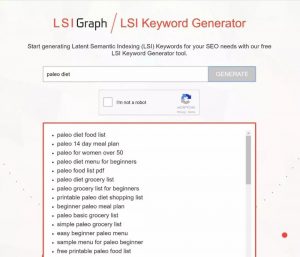 LSIGraph / LSI Keyword Generator
Start generating Latent Semantic Indexing (LSI) Keywords for your SEO needs with our free
LSI Keyword Generator tool.
paleo diet
GENERATE
I'm not a robot
reCAPTCHA
Privacy - Terms
paleo diet food list
paleo 14 day meal plan
paleo for women over 50
paleo diet menu for beginners
paleo food list pdf
paleo diet grocery list
paleo grocery list for beginners
printable paleo diet shopping list
beginner meal plan
paleo basic grocery list
simple paleo grocery list
easy beginner paleo menu
sample menu for paleo beginner
free printable paleo food list